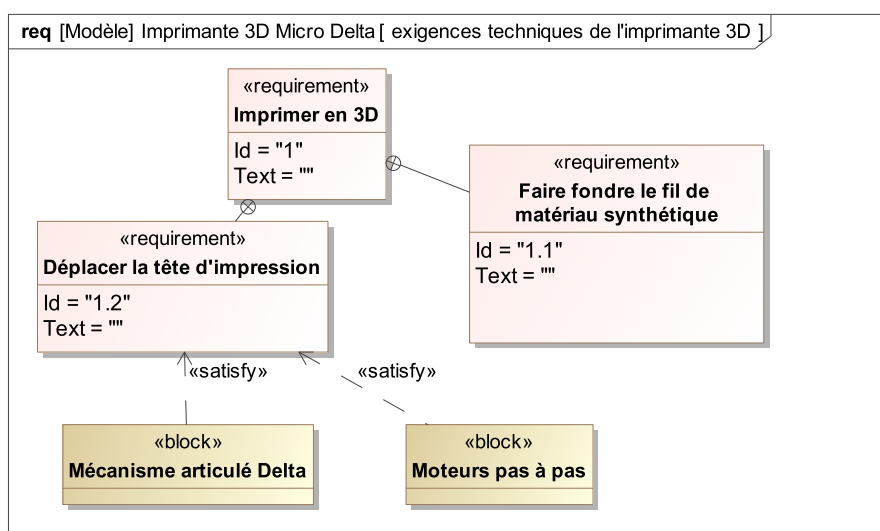 req [Modèle] Imprimante 3D Micro Delta [ exigences techniques de l'imprimante 3D ]
«requirement»
Imprimer en 3D
Id = "1"
Text = ""
«requirement»
Faire fondre le fil de
matériau synthétique
Id = "1.1"
Text = ""
«requirement»
Déplacer la tête d'impression
Id = "1.2"
Text = ""
«satisfy»
«satisfy»
«block»
Mécanisme articulé Delta
«block»
Moteurs pas à pas